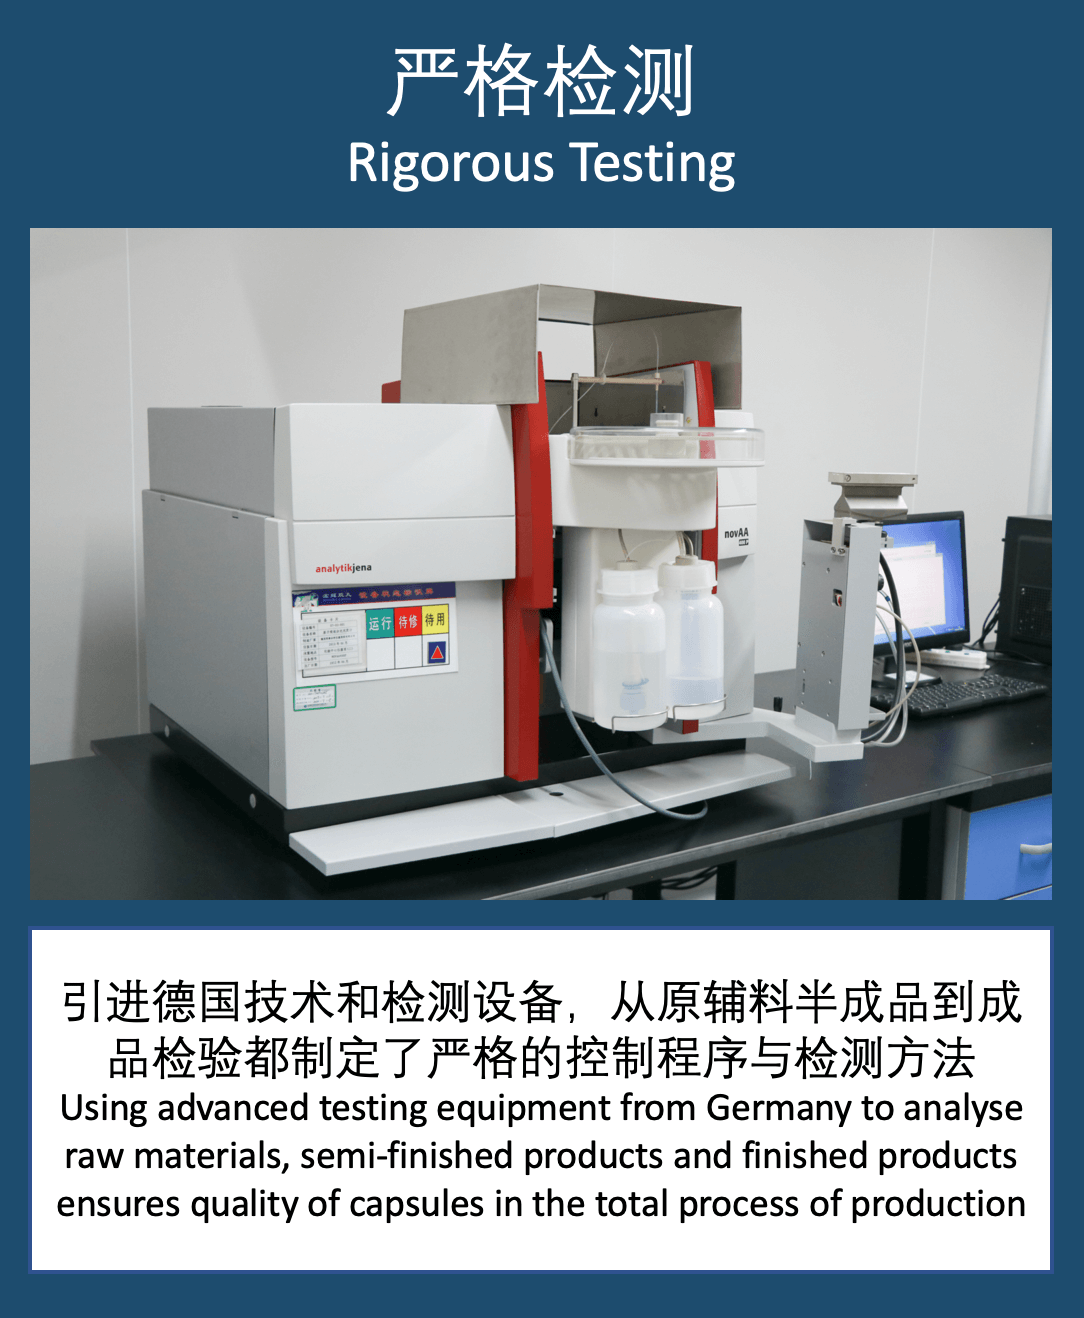 严格检测
Rigorous Testing
novAA
analytikjena
运行 待修 待用
引进德国技术和检测设备，从原辅料半成品到成
品检验都制定了严格的控制程序与检测方法
Using advanced testing equipment from Germany to analyse
raw materials, semi-finished products and finished products
ensures quality of capsules in the total process of production